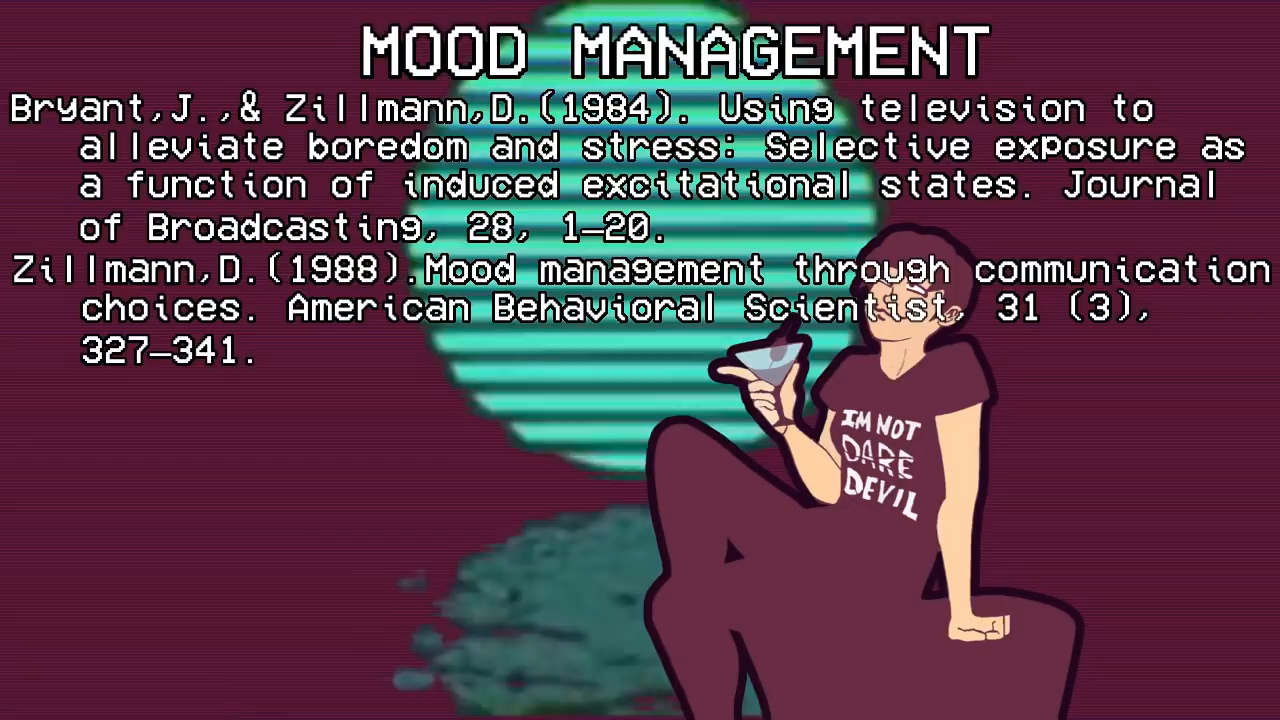 MOOD MANAGEMENT
Bryant,J.,& Zillmann,D.(1984). Using television to
alleviate boredom and stress: Selective exposure as
a function of induced excitational states. Journal
of Broadcasting, 28, 1–20.
Zillmann,D.(1988).Mood management through communication
choices. American Behavioral Scientist, 31 (3),
327–341.
IM NOT
DARE
DEVIL